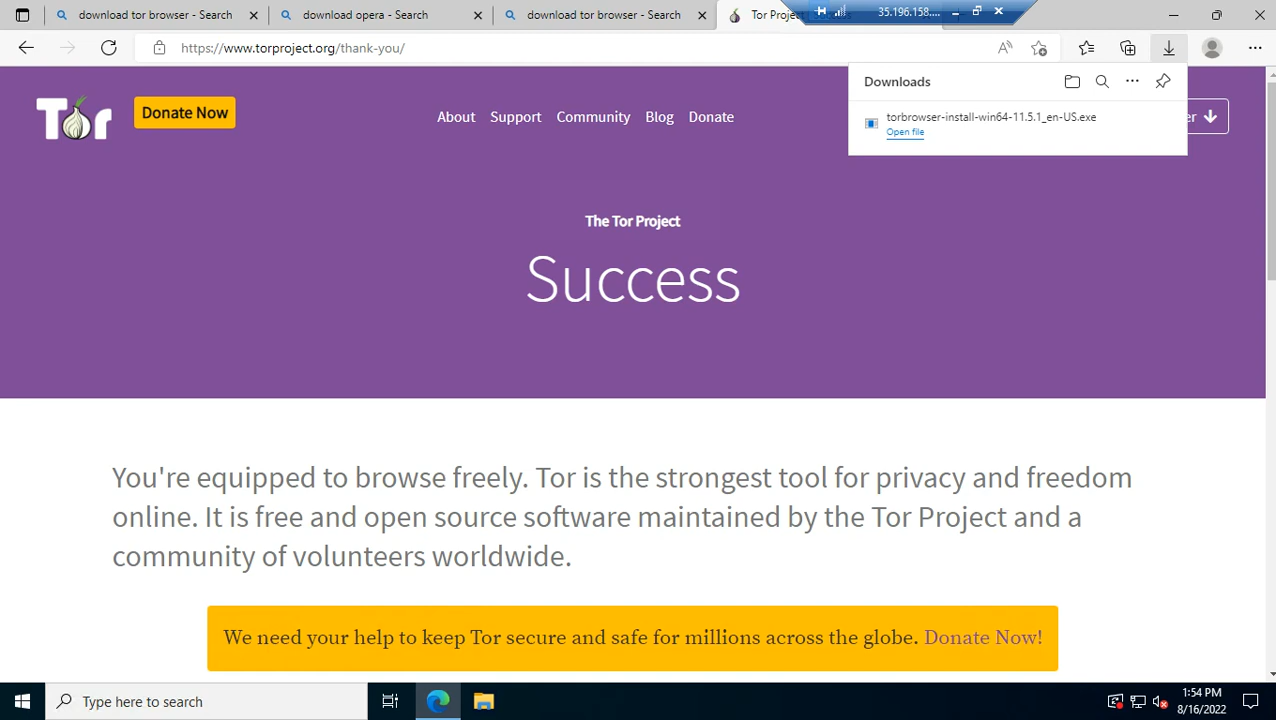 download tor browser - Search
download opera - Search
download tor browser - Search
Tor Proj
35.196.158....
https://www.torproject.org/thank-you/
Downloads
torbrowser-install-win64-11.5.1_en-US.exe
Open file
Tor
Donate Now
About Support Community Blog Donate
er
The Tor Project
Success
You're equipped to browse freely. Tor is the strongest tool for privacy and freedom
online. It is free and open source software maintained by the Tor Project and a
community of volunteers worldwide.
We need your help to keep Tor secure and safe for millions across the globe. Donate Now!
Type here to search
1:54 PM
8/16/2022